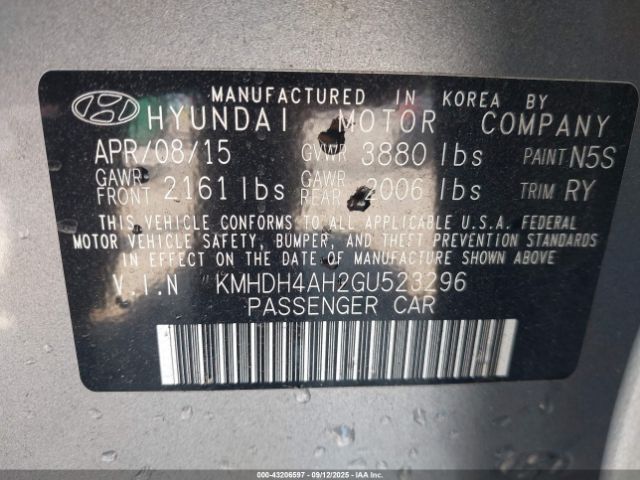 MANUFACTURED IN KOREA BY
HYUNDAI MOTOR COMPANY
APR/08/15 GVWR 3880 lbs PAINT N5S
GAWR FRONT 2161 lbs GAWR REAR 2006 lbs TRIM RY
THIS VEHICLE CONFORMS TO ALL APPLICABLE U.S.A. FEDERAL
MOTOR VEHICLE SAFETY, BUMPER, AND THEFT PREVENTION STANDARDS
IN EFFECT ON THE DATE OF MANUFACTURE SHOWN ABOVE.
V.I.N KMHDH4AH2GU523296
PASSENGER CAR
000-43206597 - 09/12/2025 - IAAI.COM